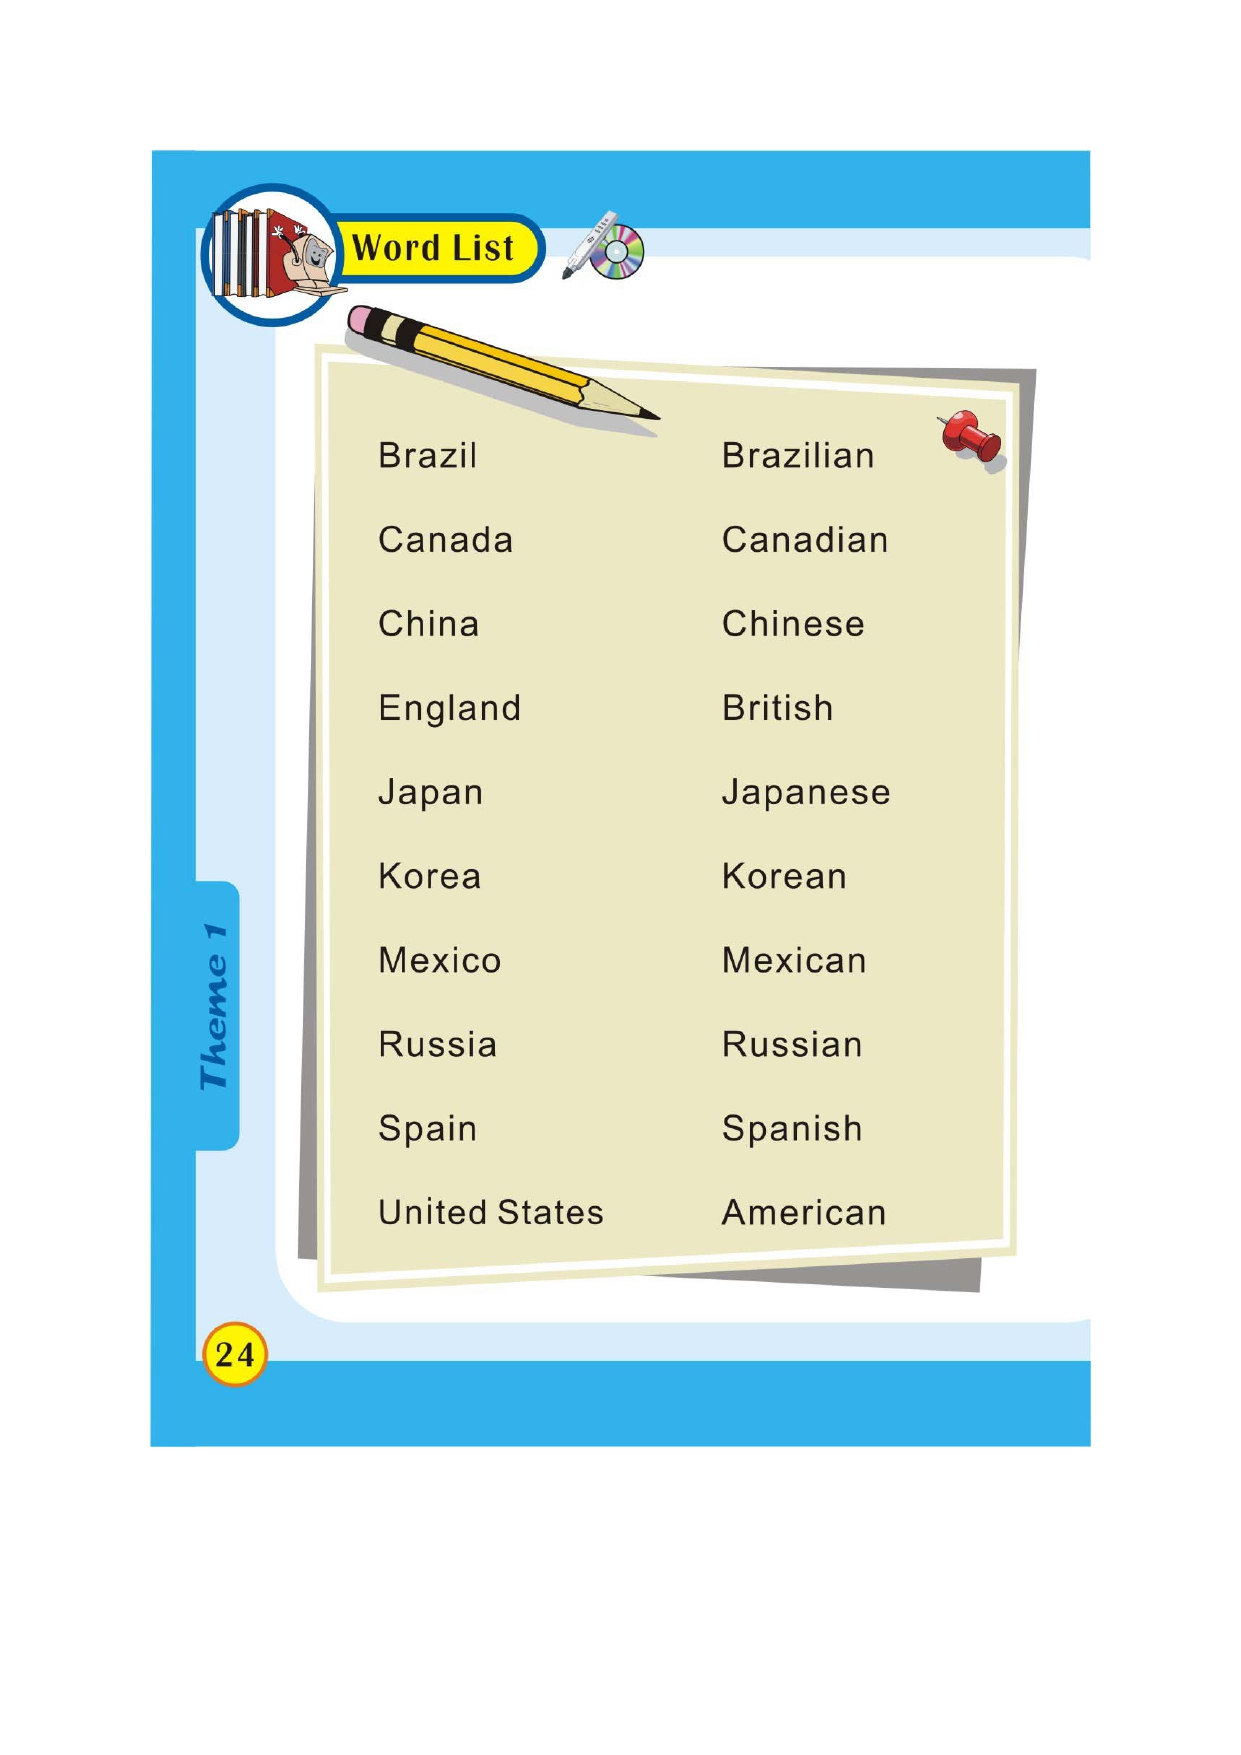 Word List
Brazil Brazilian
Canada Canadian
China Chinese
England British
Japan Japanese
Korea Korean
Mexico Mexican
Russia Russian
Spain Spanish
United States American
Theme 1
24